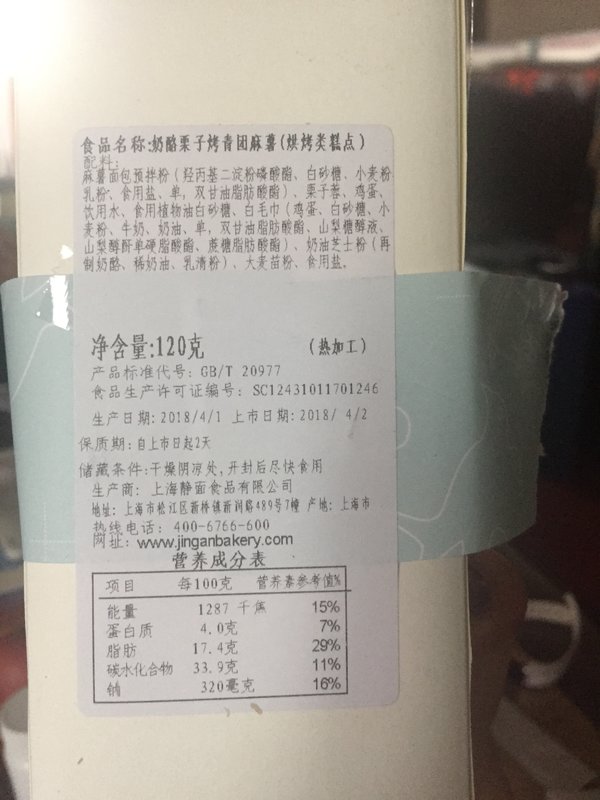 食品名称:奶酪栗子烤青团麻薯(烘烤类糕点)
配料:
麻薯面包预拌粉(羟丙基二淀粉磷酸酯、白砂糖、小麦粉
乳粉、食用盐、单，双甘油脂肪酸酯)、栗子蓉、鸡蛋、
饮用水、食用植物油白砂糖、白毛巾(鸡蛋、白砂糖、小
麦粉、牛奶、奶油、单，双甘油脂肪酸酯、山梨糖醇液、
山梨醇酐单硬脂酸酯、蔗糖脂肪酸酯)、奶油芝士粉(再
制奶酪、稀奶油、乳清粉)、大麦苗粉、食用盐。
净含量:120克 (热加工)
产品标准代号: GB/T 20977
食品生产许可证编号: SC12431011701246
生产日期:2018/4/1 上市日期:2018/ 4/2
保质期:自上市日起2天
储藏条件:干燥阴凉处,开封后尽快食用
生产商: 上海静面食品有限公司
地址: 上海市松江区新桥镇新润路489号7幢 产地: 上海市
热线电话: 400-6766-600
网址: www.jinganbakery.com
营养成分表
项目 每100克 营养素参考值%
能量 1287 千焦 15%
蛋白质 4.0克 7%
脂肪 17.4克 29%
碳水化合物 33.9克 11%
钠 320毫克 16%